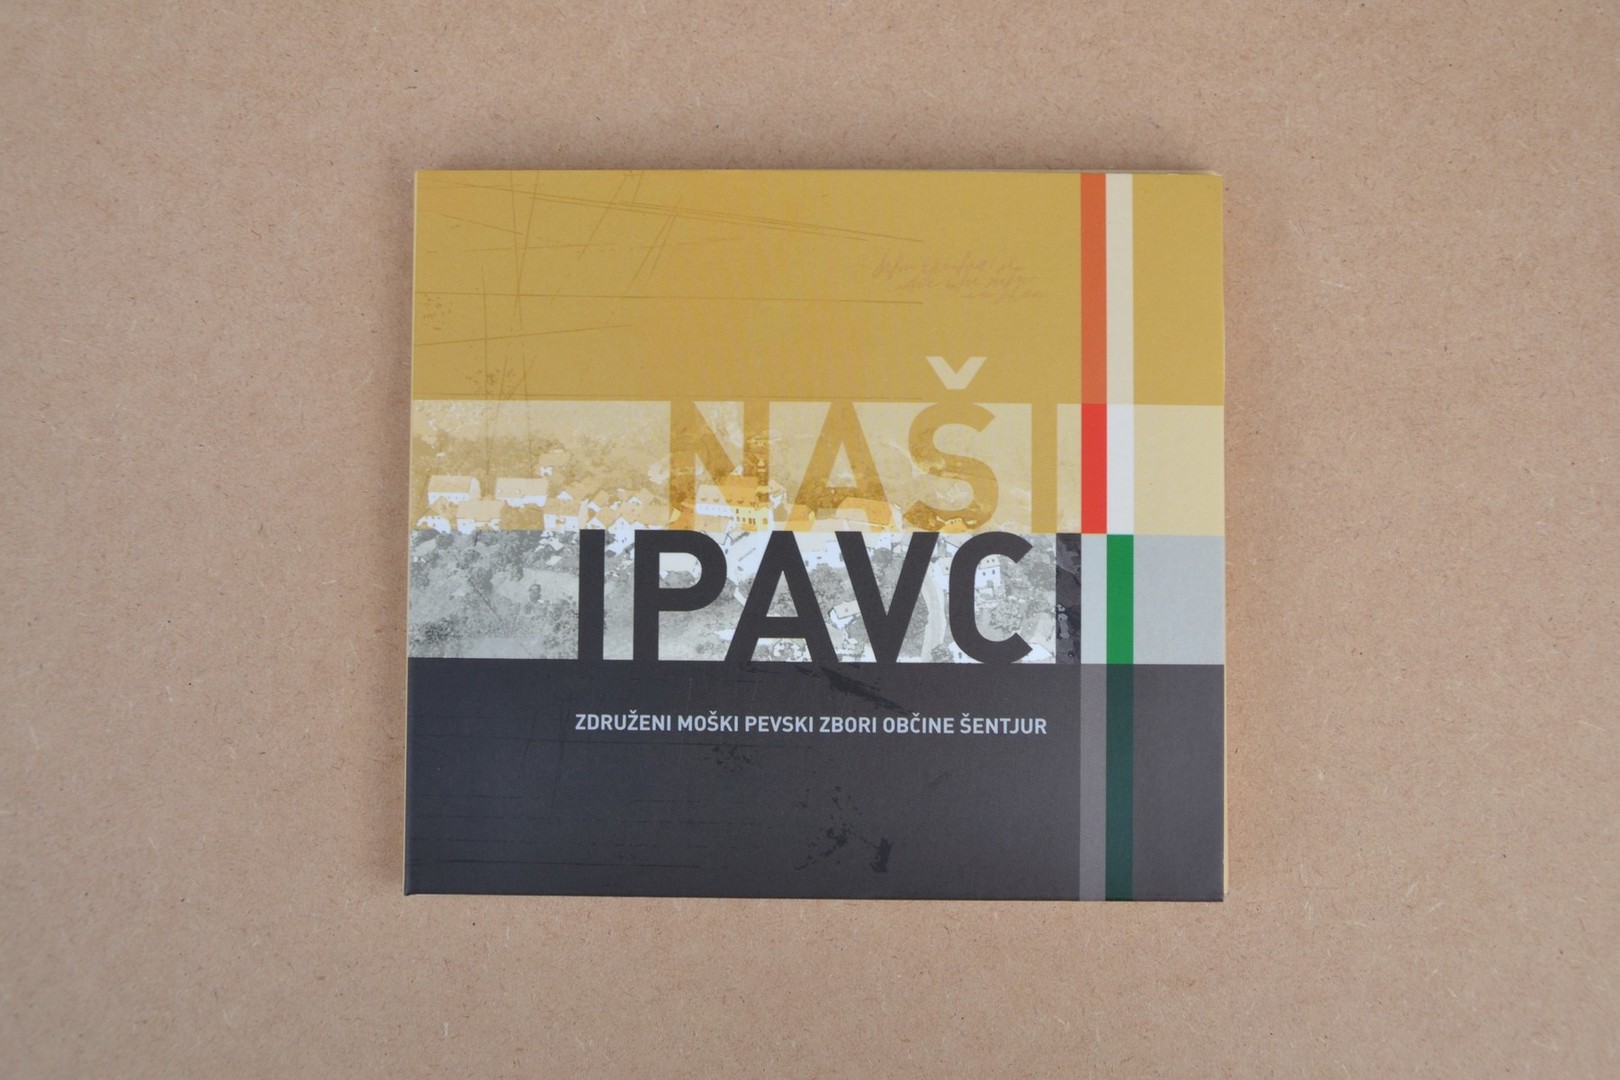 NAŠI
IPAVCI
ZDRUŽENI MOŠKI PEVSKI ZBORI OBČINE ŠENTJUR